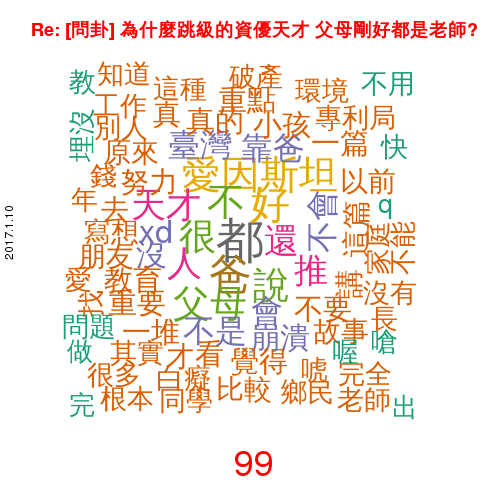 Re: [問卦] 為什麼跳級的資優天才 父母剛好都是老師?
2017.1.10
教 知道 這種 破產 環境 不用
工作 真 重點
埋沒 別人 真的 小孩 專利局
原來 臺灣 靠爸 一篇 快
錢 努力 愛因斯坦 以前
年 去 天才 不 好 會 這篇 q
寫 想 xd 很 都 還 不 家庭 不能
朋友 沒 人 爸 說 推 講 沒有
愛 教育
我 重要 父母 會 不要 長
問題 一堆 不是 崩潰 故事 嗆
做 其實 才 看 覺得 噓 喔 完全
很多 白癡 比較 鄉民 老師
完 根本 同學 出
99